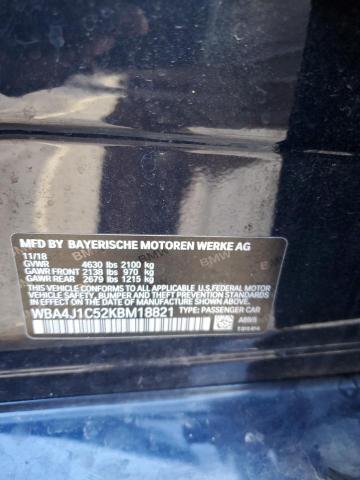 MFD BY BAYERISCHE MOTOREN WERKE AG
11/18
GVWR 4630 lbs 2100 kg
GAWR FRONT 2138 lbs 970 kg
GAWR REAR 2679 lbs 1215 kg
THIS VEHICLE CONFORMS TO ALL APPLICABLE U.S. FEDERAL MOTOR
VEHICLE SAFETY, BUMPER, AND THEFT PREVENTION STANDARDS IN
EFFECT ON THE DATE OF MANUFACTURE SHOWN ABOVE.
WBA4J1C52KBM18821 TYPE: PASSENGER CAR